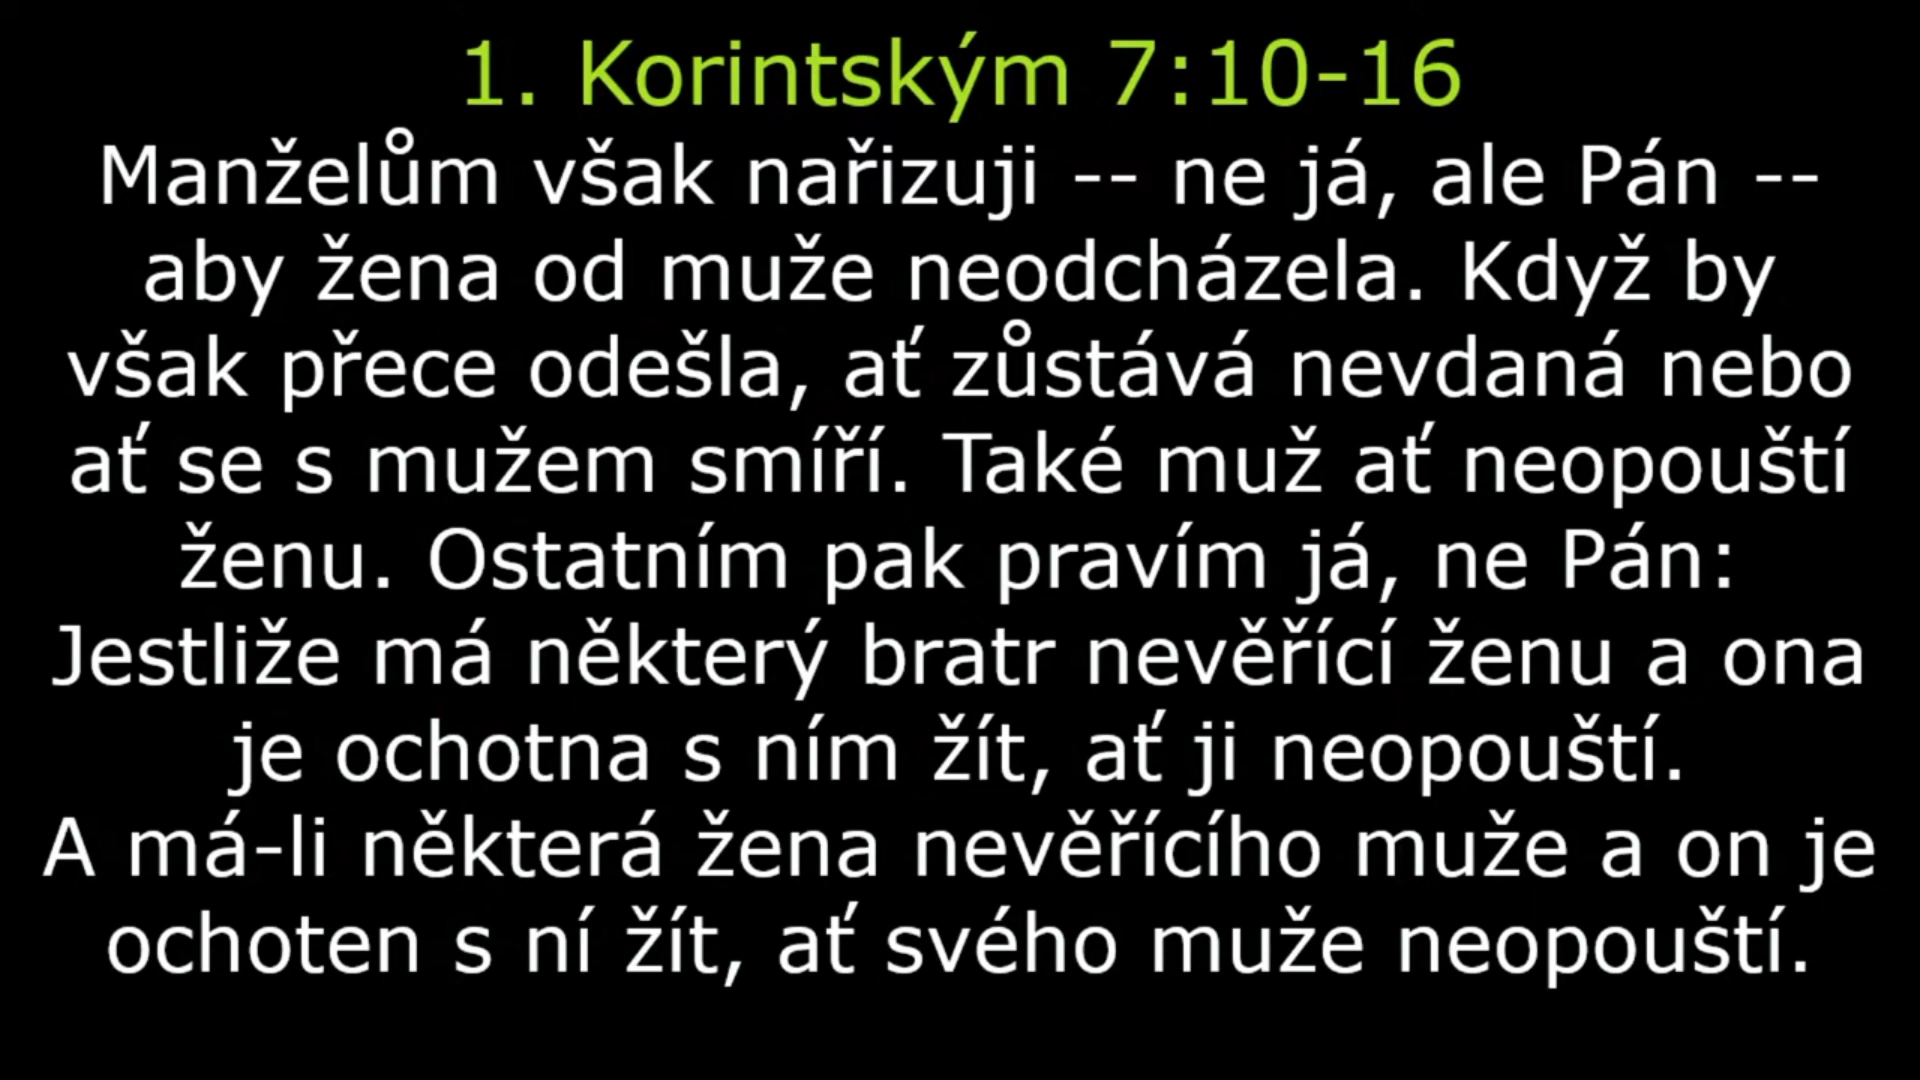 1. Korintským 7:10-16
Manželům však nařizuji -- ne já, ale Pán --
aby žena od muže neodcházela. Když by
však přece odešla, ať zůstává nevdaná nebo
ať se s mužem smíří. Také muž ať neopouští
ženu. Ostatním pak pravím já, ne Pán:
Jestliže má některý bratr nevěřící ženu a ona
je ochotna s ním žít, ať ji neopouští.
A má-li některá žena nevěřícího muže a on je
ochoten s ní žít, ať svého muže neopouští.